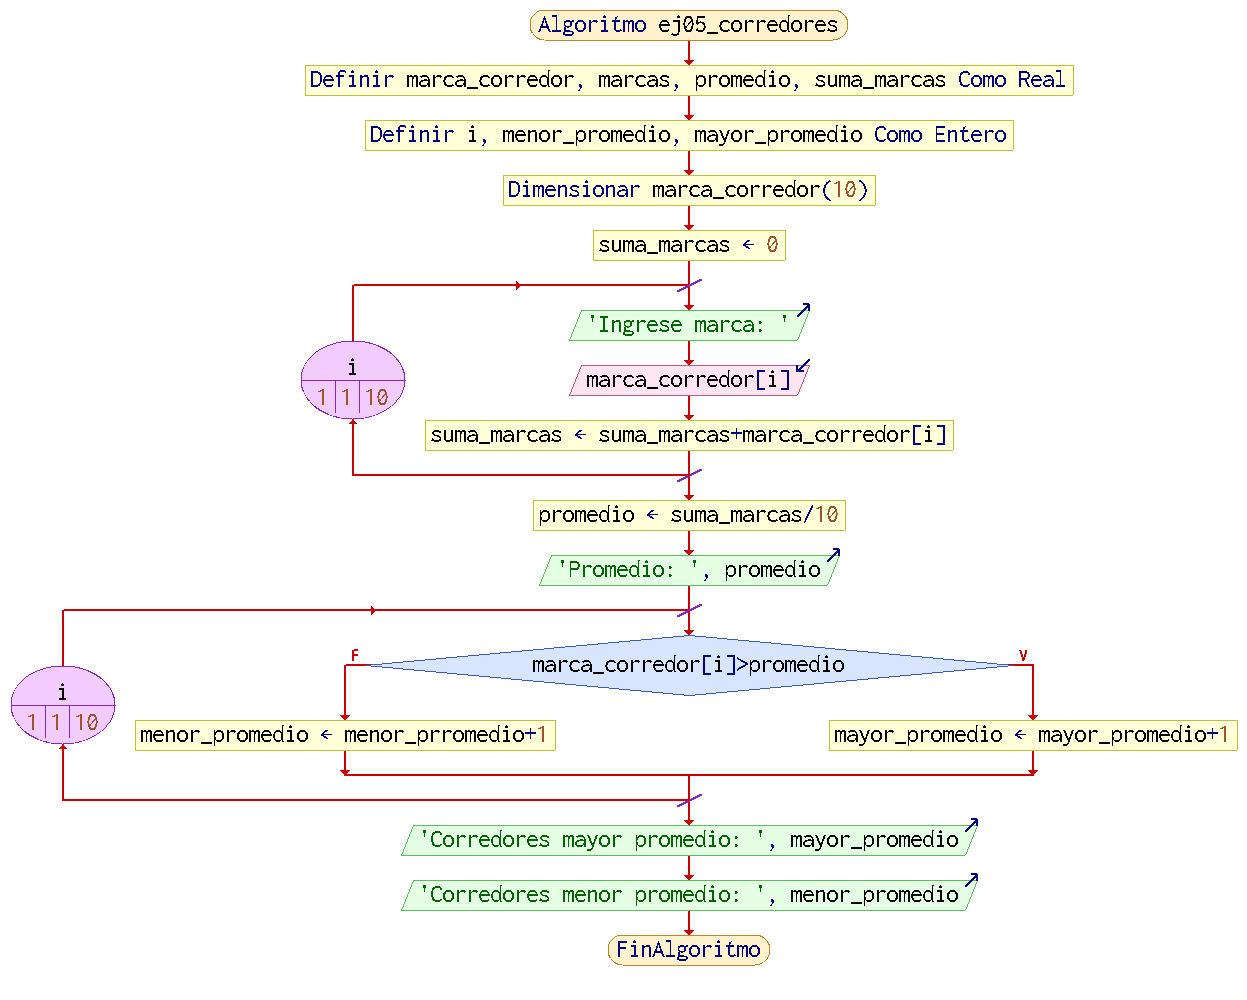 Algoritmo ej05_corredores
Definir marca_corredor, marcas, promedio, suma_marcas Como Real
Definir i, menor_promedio, mayor_promedio Como Entero
Dimensionar marca_corredor(10)
suma_marcas ← 0
'Ingrese marca: '
i
1 1 10
marca_corredor[i]
suma_marcas ← suma_marcas+marca_corredor[i]
promedio ← suma_marcas/10
'Promedio: ', promedio
F
V
marca_corredor[i]>promedio
i
1 1 10
menor_promedio ← menor_prromedio+1
mayor_promedio ← mayor_promedio+1
'Corredores mayor promedio: ', mayor_promedio
'Corredores menor promedio: ', menor_promedio
FinAlgoritmo